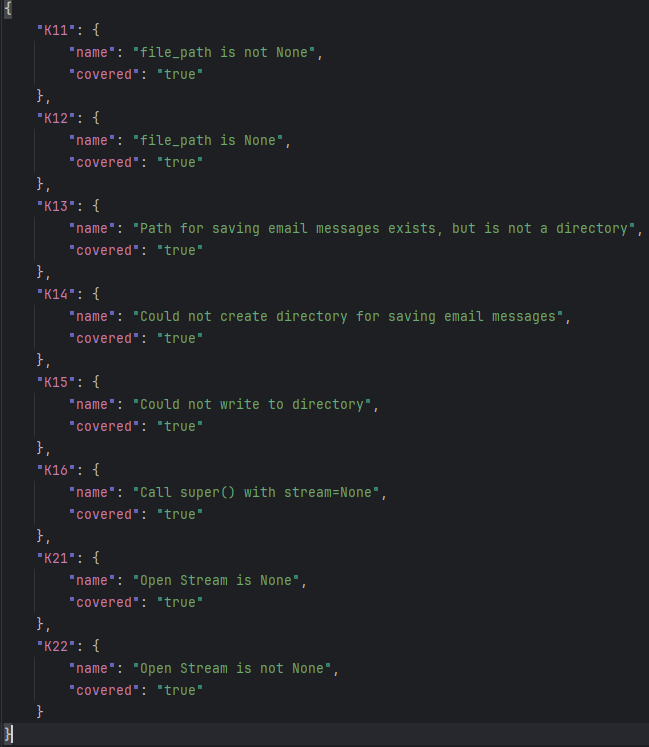 {
    "K11": {
        "name": "file_path is not None",
        "covered": "true"
    },
    "K12": {
        "name": "file_path is None",
        "covered": "true"
    },
    "K13": {
        "name": "Path for saving email messages exists, but is not a directory",
        "covered": "true"
    },
    "K14": {
        "name": "Could not create directory for saving email messages",
        "covered": "true"
    },
    "K15": {
        "name": "Could not write to directory",
        "covered": "true"
    },
    "K16": {
        "name": "Call super() with stream=None",
        "covered": "true"
    },
    "K21": {
        "name": "Open Stream is None",
        "covered": "true"
    },
    "K22": {
        "name": "Open Stream is not None",
        "covered": "true"
    }
}